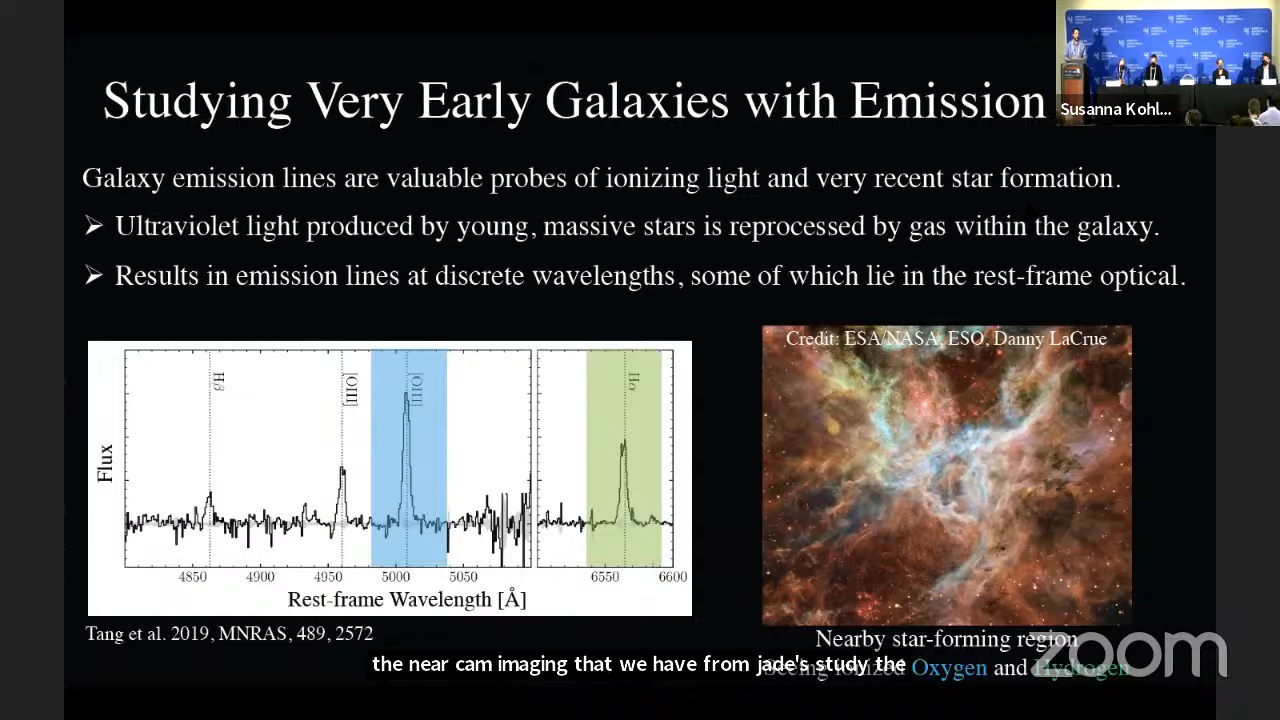 Studying Very Early Galaxies with Emission
Susanna Kohl...
Galaxy emission lines are valuable probes of ionizing light and very recent star formation.
➢ Ultraviolet light produced by young, massive stars is reprocessed by gas within the galaxy.
➢ Results in emission lines at discrete wavelengths, some of which lie in the rest-frame optical.
Hβ
[OIII]
[OIII]
Hα
Flux
4850 4900 4950 5000 5050 6550 6600
Rest-frame Wavelength [Å]
Tang et al. 2019, MNRAS, 489, 2572
Credit: ESA/NASA, ESO, Danny LaCrue
Nearby star-forming region
Seeing ionized Oxygen and Hydrogen
zoom
the near cam imaging that we have from jade's study the